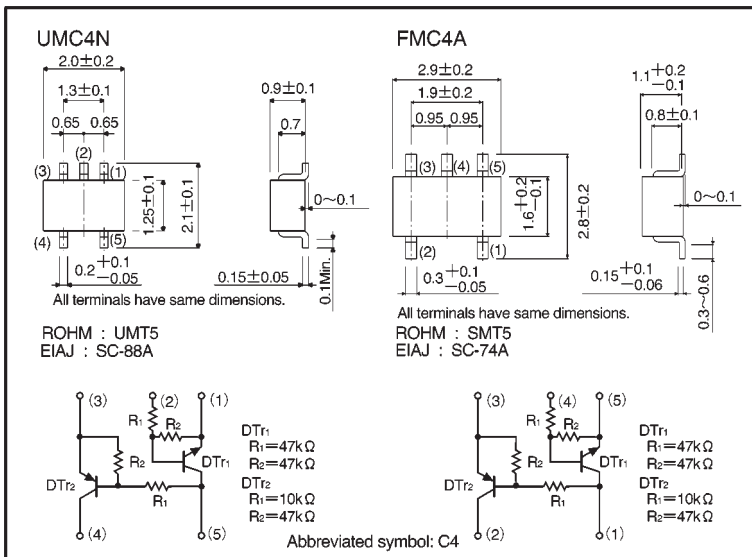 UMC4N
2.0±0.2
1.3±0.1
0.65 0.65
(2)
(3) (1)
1.25±0.1
2.1±0.1
(4) (5)
0.2 +0.1 −0.05
0.9±0.1
0.7
0~0.1
0.15±0.05
0.1Min.
All terminals have same dimensions.
ROHM : UMT5
EIAJ : SC-88A
FMC4A
2.9±0.2
1.9±0.2
0.95 0.95
(3) (4) (5)
1.6 +0.2 −0.1
2.8±0.2
(2) (1)
0.3 +0.1 −0.05
1.1 +0.2 −0.1
0.8±0.1
0~0.1
0.15 +0.1 −0.06
0.3~0.6
All terminals have same dimensions.
ROHM : SMT5
EIAJ : SC-74A
(3) (2) (1)
R1 R2
R2
DTr1
DTr2
R1
(4) (5)
DTr1
R1=47kΩ
R2=47kΩ
DTr2
R1=10kΩ
R2=47kΩ
(3) (4) (5)
R1 R2
R2
DTr1
DTr2
R1
(2) (1)
DTr1
R1=47kΩ
R2=47kΩ
DTr2
R1=10kΩ
R2=47kΩ
Abbreviated symbol: C4